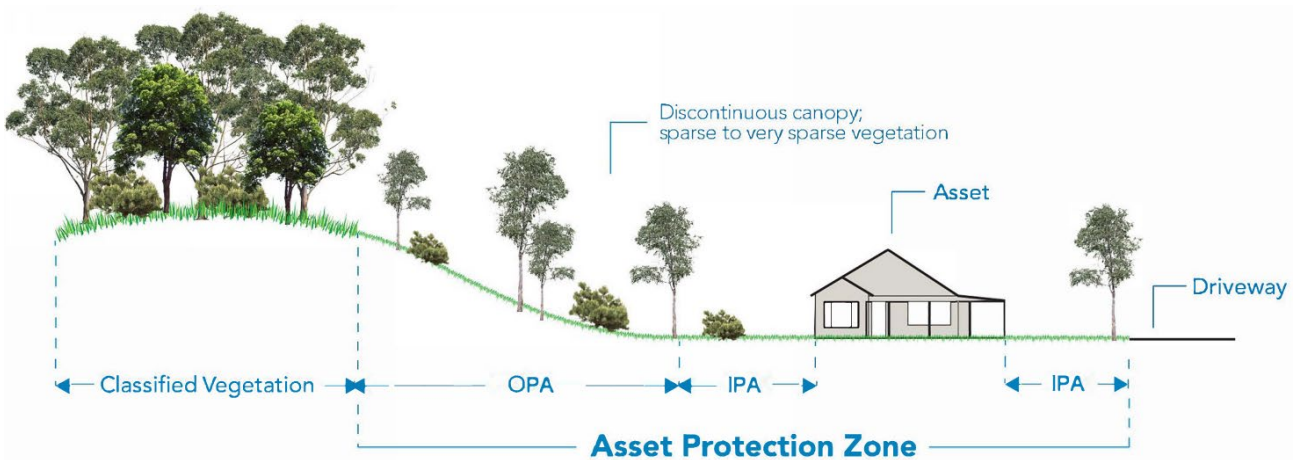 Discontinuous canopy;
sparse to very sparse vegetation
Asset
Driveway
Classified Vegetation
OPA
IPA
IPA
Asset Protection Zone